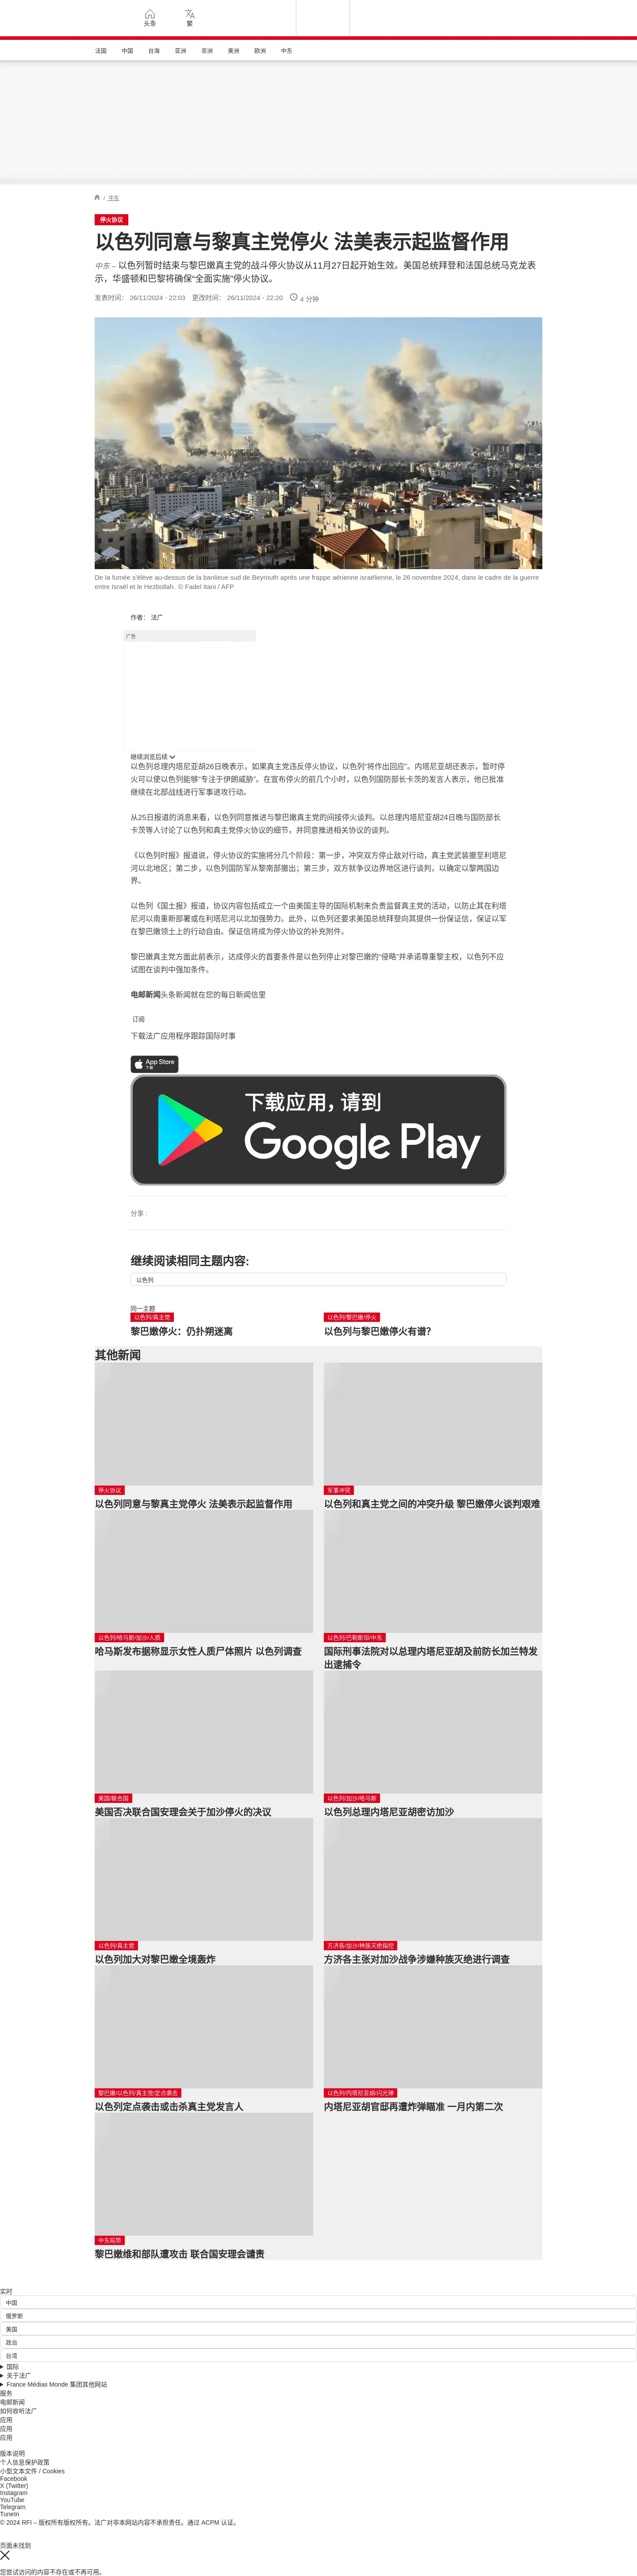 头条
繁
法国 中国 台海 亚洲 非洲 美洲 欧洲 中东
/ 中东
停火协议
以色列同意与黎真主党停火 法美表示起监督作用
中东 – 以色列暂时结束与黎巴嫩真主党的战斗停火协议从11月27日起开始生效。美国总统拜登和法国总统马克龙表
示，华盛顿和巴黎将确保“全面实施”停火协议。
发表时间： 26/11/2024 - 22:03 更改时间： 26/11/2024 - 22:20 4 分钟
De la fumée s'élève au-dessus de la banlieue sud de Beyrouth après une frappe aérienne israélienne, le 26 novembre 2024, dans le cadre de la guerre
entre Israël et le Hezbollah. © Fadel Itani / AFP
作者： 法广
广告
继续浏览后续
以色列总理内塔尼亚胡26日晚表示，如果真主党违反停火协议，以色列“将作出回应”。内塔尼亚胡还表示，暂时停
火可以使以色列能够“专注于伊朗威胁”。在宣布停火的前几个小时，以色列国防部长卡茨的发言人表示，他已批准
继续在北部战线进行军事进攻行动。
从25日报道的消息来看，以色列同意推进与黎巴嫩真主党的间接停火谈判。以总理内塔尼亚胡24日晚与国防部长
卡茨等人讨论了以色列和真主党停火协议的细节，并同意推进相关协议的谈判。
《以色列时报》报道说，停火协议的实施将分几个阶段：第一步，冲突双方停止敌对行动，真主党武装撤至利塔尼
河以北地区；第二步，以色列国防军从黎南部撤出；第三步，双方就争议边界地区进行谈判，以确定以黎两国边
界。
以色列《国土报》报道，协议内容包括成立一个由美国主导的国际机制来负责监督真主党的活动，以防止其在利塔
尼河以南重新部署或在利塔尼河以北加强势力。此外，以色列还要求美国总统拜登向其提供一份保证信，保证以军
在黎巴嫩领土上的行动自由。保证信将成为停火协议的补充附件。
黎巴嫩真主党方面此前表示，达成停火的首要条件是以色列停止对黎巴嫩的“侵略”并承诺尊重黎主权，以色列不应
试图在谈判中强加条件。
电邮新闻头条新闻就在您的每日新闻信里
订阅
下载法广应用程序跟踪国际时事
App Store
下载
下载应用，请到
Google Play
分享 :
继续阅读相同主题内容:
以色列
同一主题
以色列/真主党
黎巴嫩停火：仍扑朔迷离
以色列/黎巴嫩/停火
以色列与黎巴嫩停火有谱？
其他新闻
停火协议
以色列同意与黎真主党停火 法美表示起监督作用
军事冲突
以色列和真主党之间的冲突升级 黎巴嫩停火谈判艰难
以色列/哈马斯/加沙/人质
哈马斯发布据称显示女性人质尸体照片 以色列调查
以色列/巴勒斯坦/中东
国际刑事法院对以总理内塔尼亚胡及前防长加兰特发
出逮捕令
美国/联合国
美国否决联合国安理会关于加沙停火的决议
以色列/加沙/哈马斯
以色列总理内塔尼亚胡密访加沙
以色列/真主党
以色列加大对黎巴嫩全境轰炸
方济各/加沙/种族灭绝指控
方济各主张对加沙战争涉嫌种族灭绝进行调查
黎巴嫩/以色列/真主党/定点袭击
以色列定点袭击或击杀真主党发言人
以色列/内塔尼亚胡/闪光弹
内塔尼亚胡官邸再遭炸弹瞄准 一月内第二次
中东局势
黎巴嫩维和部队遭攻击 联合国安理会谴责
实时
中国
俄罗斯
美国
政治
台湾
国际
关于法广
France Médias Monde 集团其他网站
服务
电邮新闻
如何收听法广
应用
应用
应用
版本说明
个人信息保护政策
小型文本文件 / Cookies
Facebook
X (Twitter)
Instagram
YouTube
Telegram
TuneIn
© 2024 RFI – 版权所有版权所有。法广对非本网站内容不承担责任。通过 ACPM 认证。
页面未找到
您尝试访问的内容不存在或不再可用。